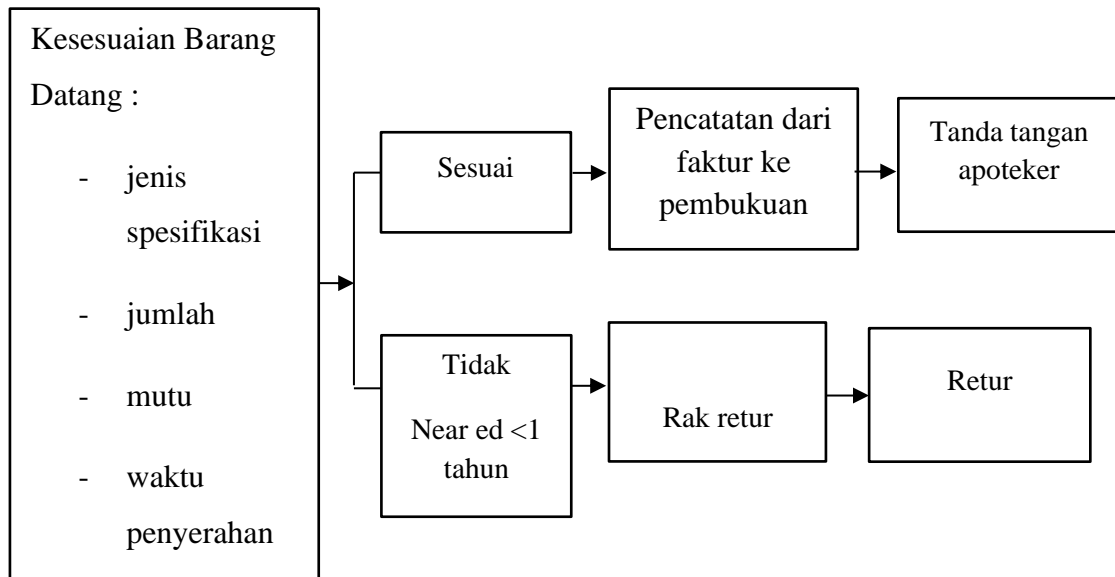 Kesesuaian Barang
Datang :
- jenis
spesifikasi
- jumlah
- mutu
- waktu
penyerahan
Sesuai
Pencatatan dari
faktur ke
pembukuan
Tanda tangan
apoteker
Tidak
Near ed <1
tahun
Rak retur
Retur